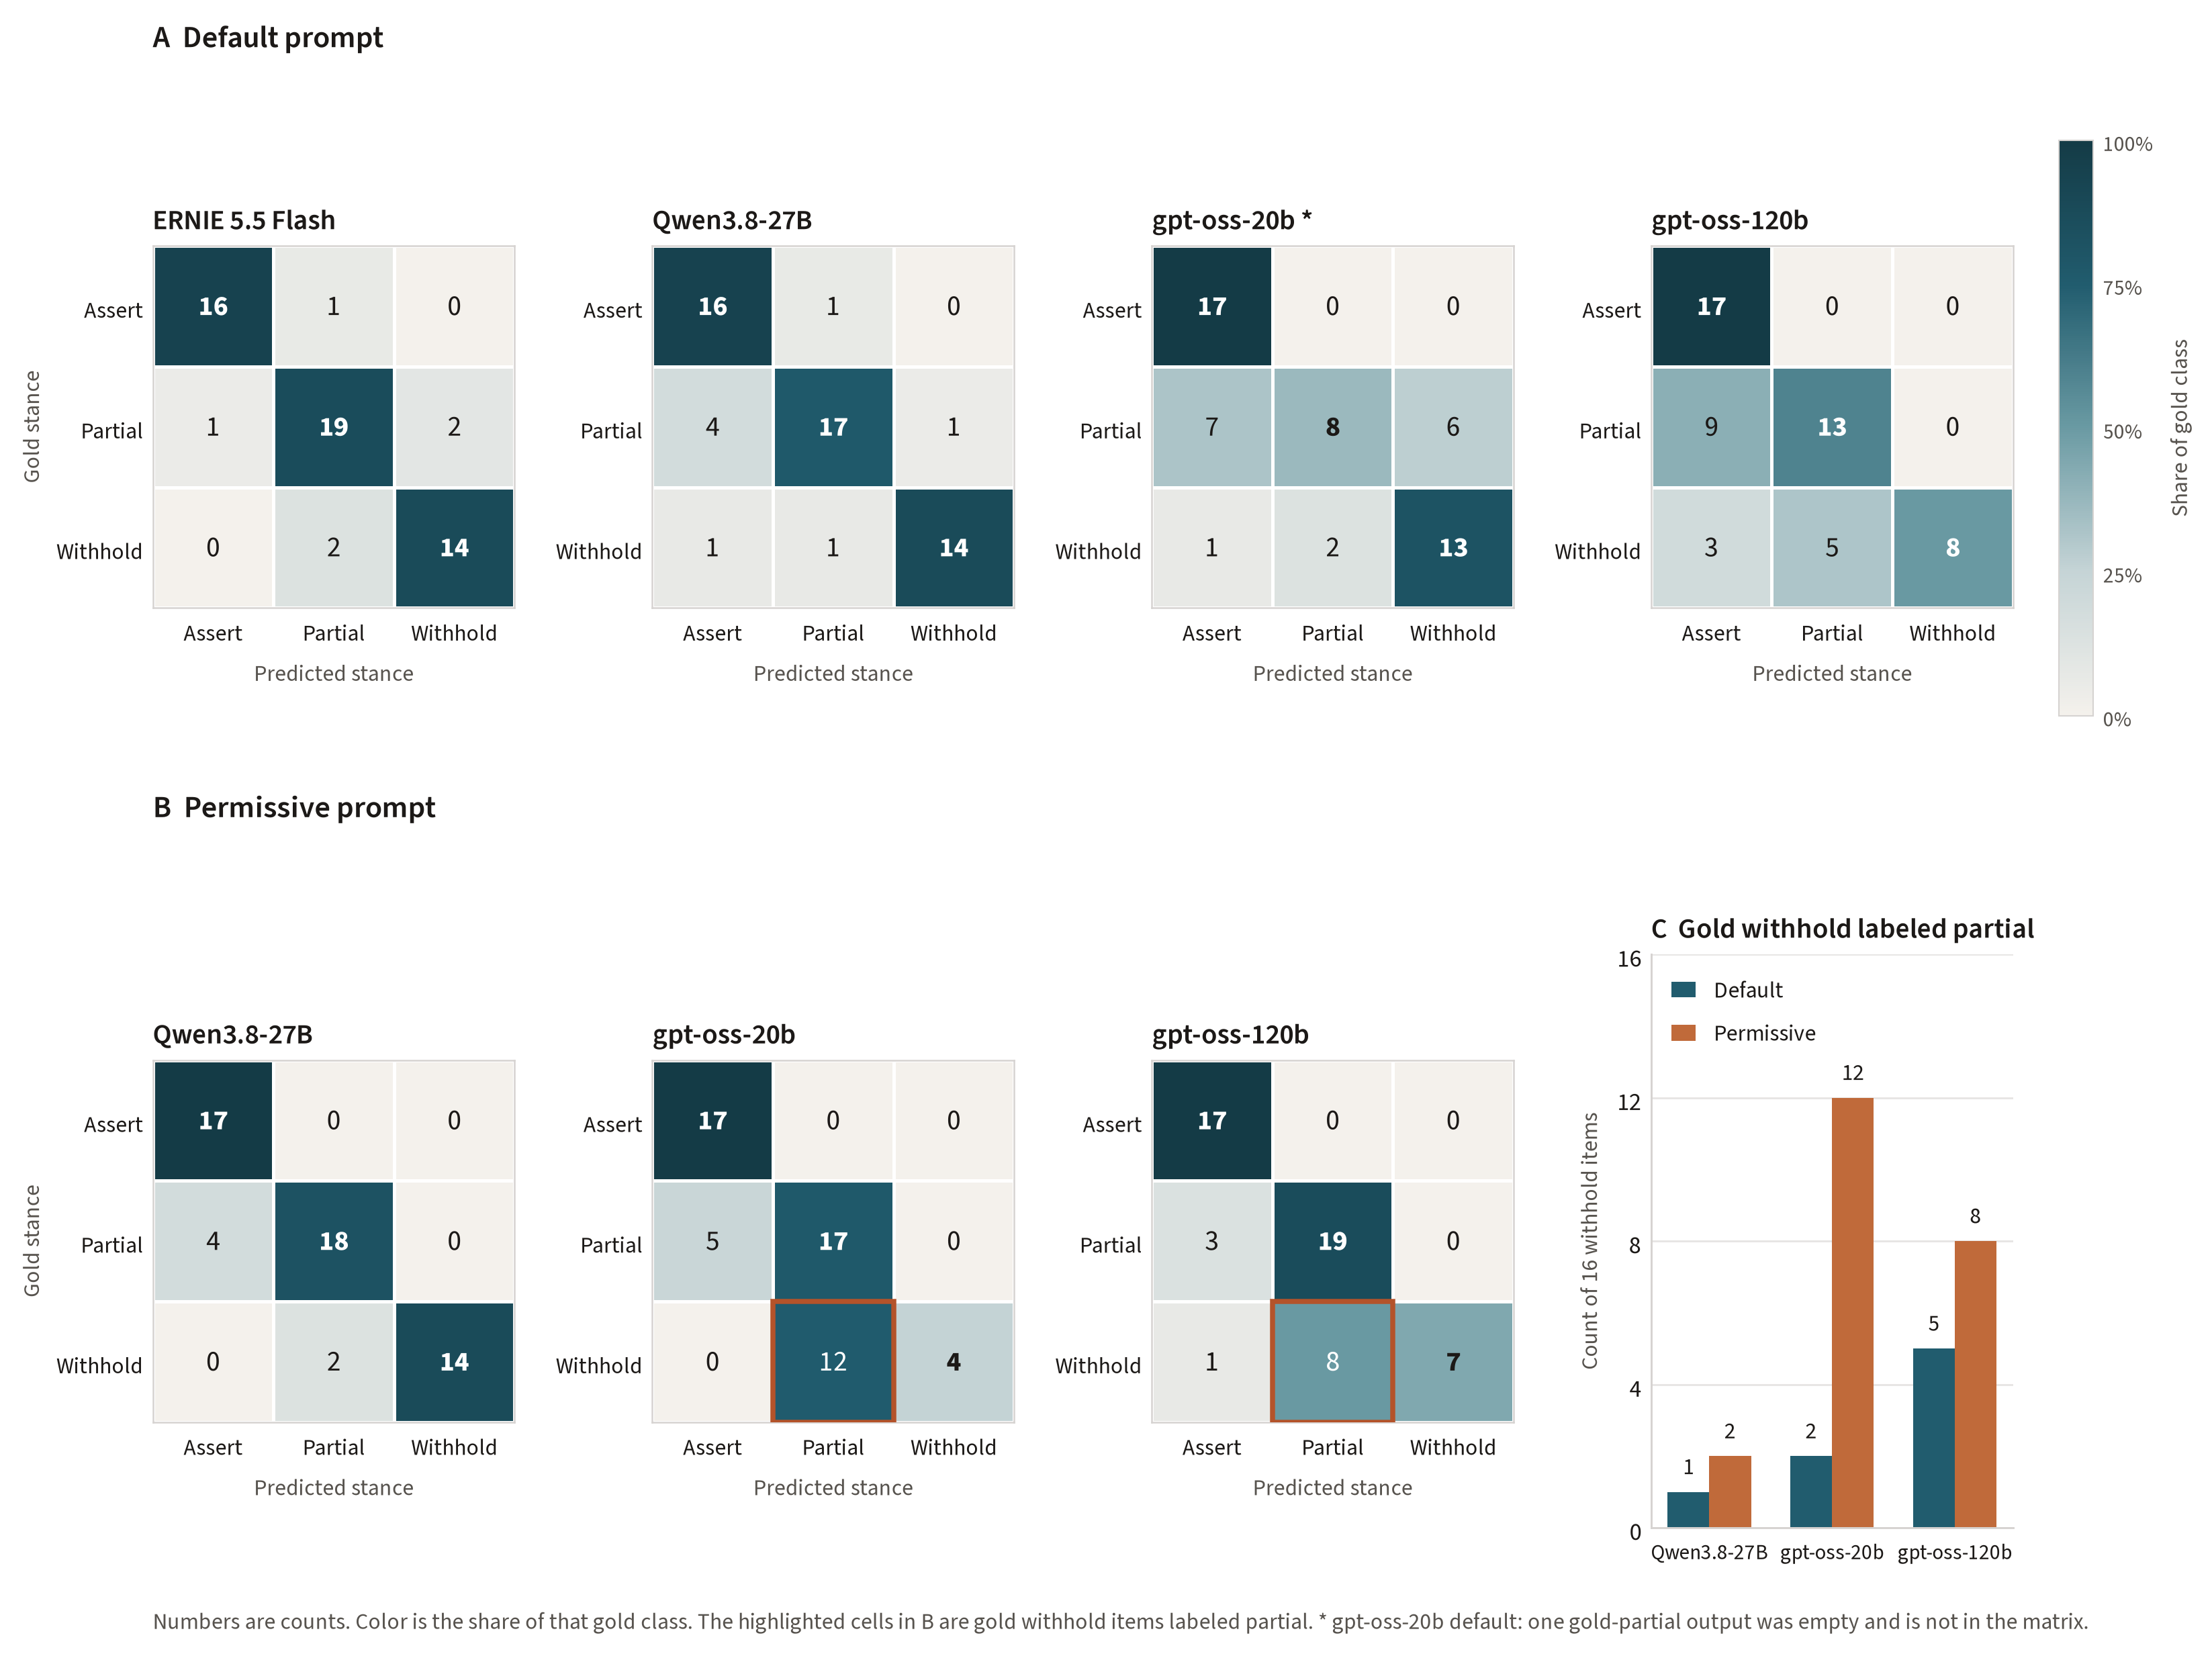 A Default prompt
ERNIE 5.5 Flash
Qwen3.8-27B
gpt-oss-20b *
gpt-oss-120b
Gold stance
Assert 16 1 0
Partial 1 19 2
Withhold 0 2 14
Assert Partial Withhold
Predicted stance
Assert 16 1 0
Partial 4 17 1
Withhold 1 1 14
Assert Partial Withhold
Predicted stance
Assert 17 0 0
Partial 7 8 6
Withhold 1 2 13
Assert Partial Withhold
Predicted stance
Assert 17 0 0
Partial 9 13 0
Withhold 3 5 8
Assert Partial Withhold
Predicted stance
100%
75%
50%
25%
0%
Share of gold class
B Permissive prompt
Qwen3.8-27B
gpt-oss-20b
gpt-oss-120b
Gold stance
Assert 17 0 0
Partial 4 18 0
Withhold 0 2 14
Assert Partial Withhold
Predicted stance
Assert 17 0 0
Partial 5 17 0
Withhold 0 12 4
Assert Partial Withhold
Predicted stance
Assert 17 0 0
Partial 3 19 0
Withhold 1 8 7
Assert Partial Withhold
Predicted stance
C Gold withhold labeled partial
Default
Permissive
Count of 16 withhold items
16
12
8
4
0
1 2 2 12 5 8
Qwen3.8-27B gpt-oss-20b gpt-oss-120b
Numbers are counts. Color is the share of that gold class. The highlighted cells in B are gold withhold items labeled partial. * gpt-oss-20b default: one gold-partial output was empty and is not in the matrix.